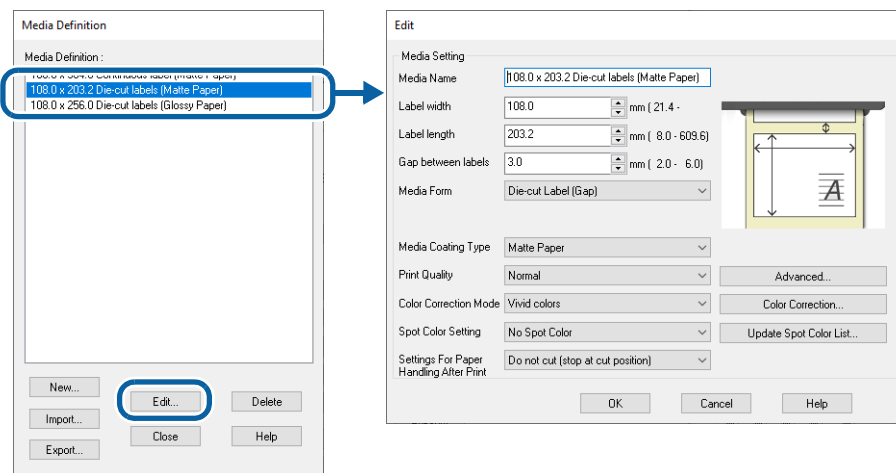 Media Definition
Media Definition :
108.0 x 203.2 Die-cut labels (Matte Paper)
108.0 x 256.0 Die-cut labels (Glossy Paper)
New...
Edit...
Delete
Import...
Close
Help
Export...
Edit
Media Setting
Media Name 108.0 x 203.2 Die-cut labels (Matte Paper)
Label width 108.0 mm ( 21.4 -
Label length 203.2 mm ( 8.0 - 609.6)
Gap between labels 3.0 mm ( 2.0 - 6.0)
Media Form Die-cut Label (Gap)
A
Media Coating Type Matte Paper
Print Quality Normal Advanced...
Color Correction Mode Vivid colors Color Correction...
Spot Color Setting No Spot Color Update Spot Color List...
Settings For Paper
Handling After Print Do not cut (stop at cut position)
OK Cancel Help